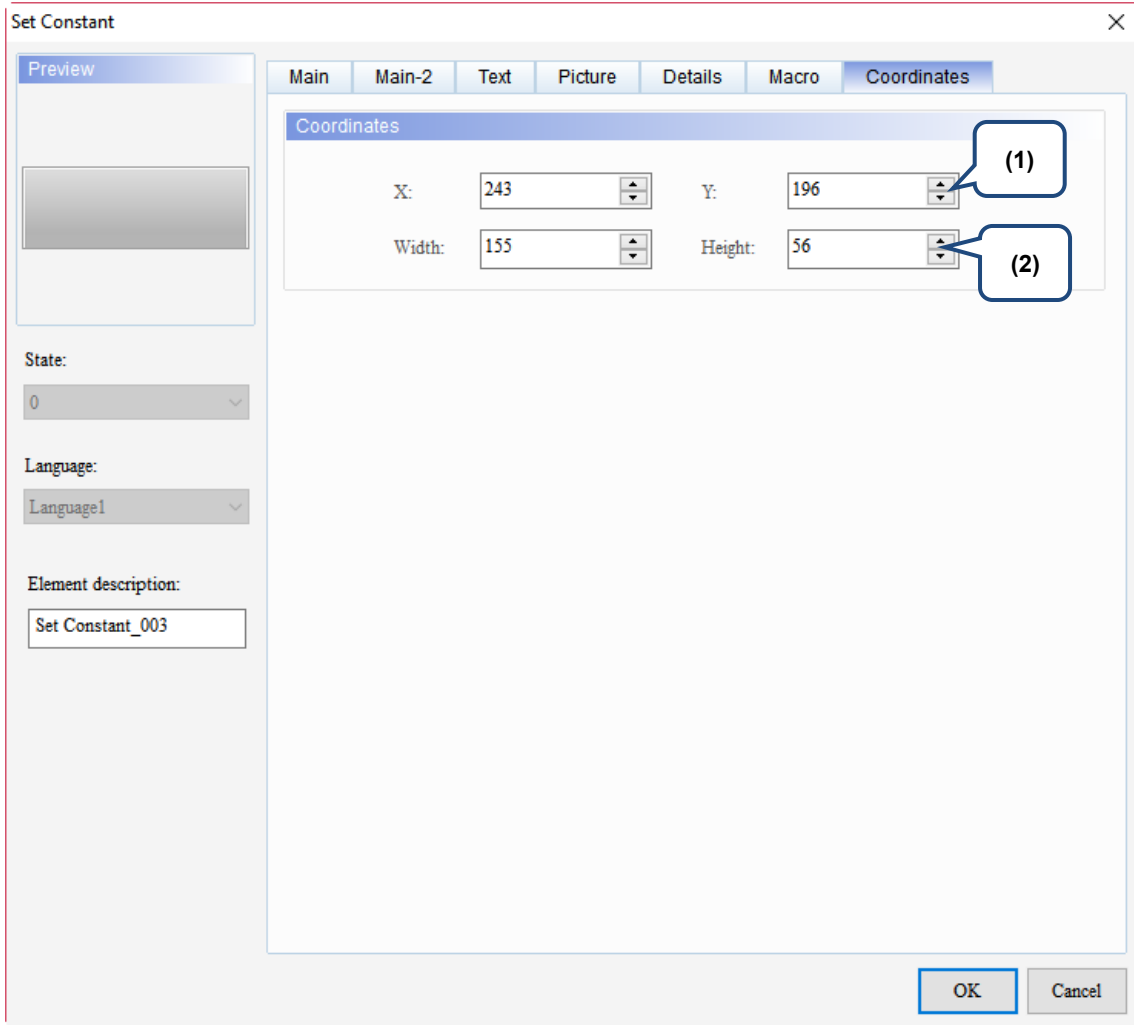 Set Constant
Preview
Main Main-2 Text Picture Details Macro Coordinates
Coordinates
(1)
X: 243 Y: 196
Width: 155 Height: 56
(2)
State:
0
Language:
Language1
Element description:
Set Constant_003
OK Cancel